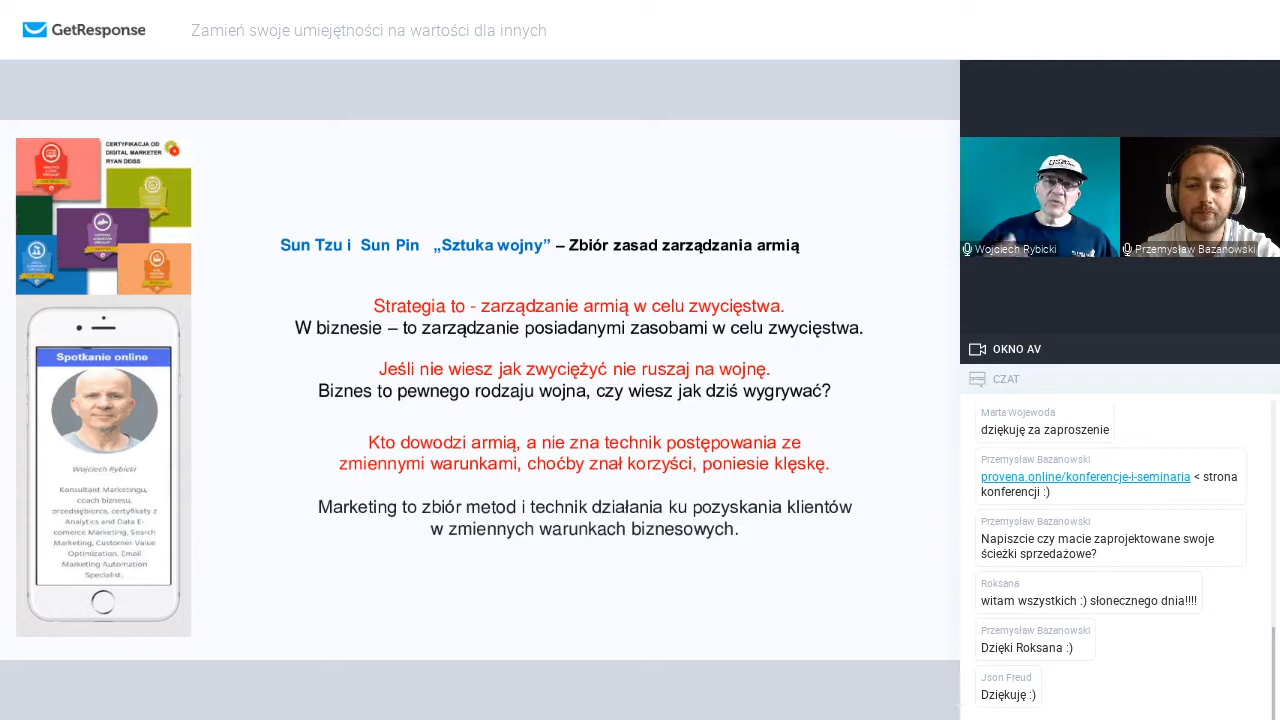 GetResponse
Zamień swoje umiejętności na wartości dla innych
CERTYFIKACJA OD
DIGITAL MARKETER
RYAN DEISS
Spotkanie online
Wojciech Rybicki
Konsultant Marketingu,
coach biznesu,
przedsiębiorca, certyfikaty z
Analytics and Data E-
comerce Marketing, Search
Marketing, Customer Value
Optimization, Email
Marketing Automation
Specialist.
Sun Tzu i Sun Pin „Sztuka wojny” – Zbiór zasad zarządzania armią
Strategia to - zarządzanie armią w celu zwycięstwa.
W biznesie – to zarządzanie posiadanymi zasobami w celu zwycięstwa.
Jeśli nie wiesz jak zwyciężyć nie ruszaj na wojnę.
Biznes to pewnego rodzaju wojna, czy wiesz jak dziś wygrywać?
Kto dowodzi armią, a nie zna technik postępowania ze
zmiennymi warunkami, choćby znał korzyści, poniesie klęskę.
Marketing to zbiór metod i technik działania ku pozyskania klientów
w zmiennych warunkach biznesowych.
Wojciech Rybicki
Przemysław Bazanowski
OKNO AV
CZAT
Marta Wojewoda
dziękuję za zaproszenie
Przemysław Bazanowski
provena.online/konferencje-i-seminaria < strona
konferencji :)
Przemysław Bazanowski
Napiszcie czy macie zaprojektowane swoje
ścieżki sprzedażowe?
Roksana
witam wszystkich :) słonecznego dnia!!!!
Przemysław Bazanowski
Dzięki Roksana :)
Json Freud
Dziękuję :)